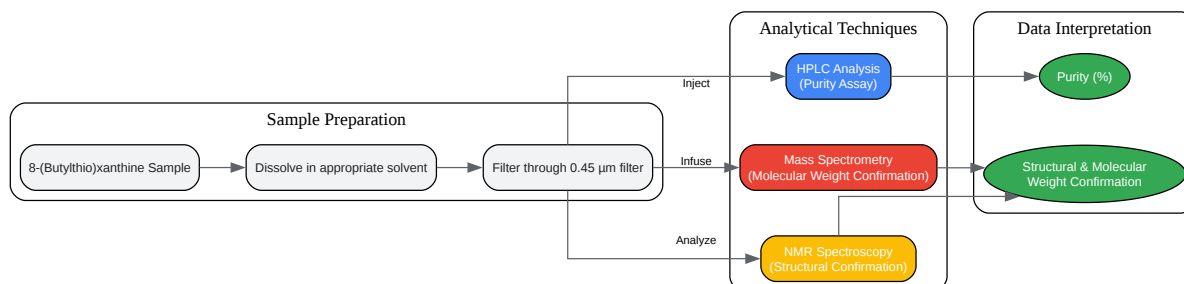 Sample Preparation
8-(Butylthio)xanthine Sample
Dissolve in appropriate solvent
Filter through 0.45 µm filter
Inject
Infuse
Analyze
Analytical Techniques
HPLC Analysis
(Purity Assay)
Mass Spectrometry
(Molecular Weight Confirmation)
NMR Spectroscopy
(Structural Confirmation)
Data Interpretation
Purity (%)
Structural & Molecular
Weight Confirmation